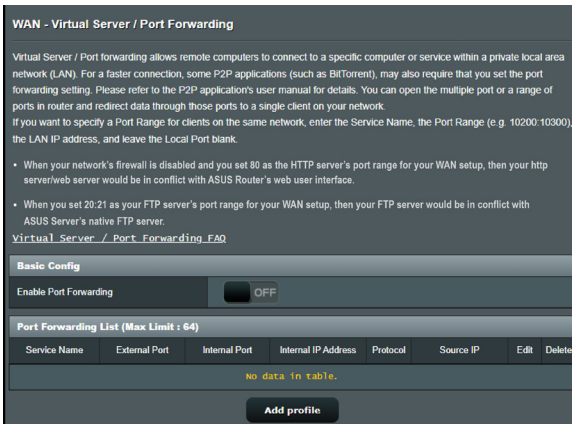 WAN - Virtual Server / Port Forwarding
Virtual Server / Port forwarding allows remote computers to connect to a specific computer or service within a private local area
network (LAN). For a faster connection, some P2P applications (such as BitTorrent), may also require that you set the port
forwarding setting. Please refer to the P2P application's user manual for details. You can open the multiple port or a range of
ports in router and redirect data through those ports to a single client on your network.
If you want to specify a Port Range for clients on the same network, enter the Service Name, the Port Range (e.g. 10200:10300),
the LAN IP address, and leave the Local Port blank.
• When your network's firewall is disabled and you set 80 as the HTTP server's port range for your WAN setup, then your http
server/web server would be in conflict with ASUS Router's web user interface.
• When you set 20:21 as your FTP server's port range for your WAN setup, then your FTP server would be in conflict with
ASUS Server's native FTP server.
Virtual Server / Port Forwarding FAQ
Basic Config
Enable Port Forwarding OFF
Port Forwarding List (Max Limit : 64)
Service Name External Port Internal Port Internal IP Address Protocol Source IP Edit Delete
No data in table.
Add profile